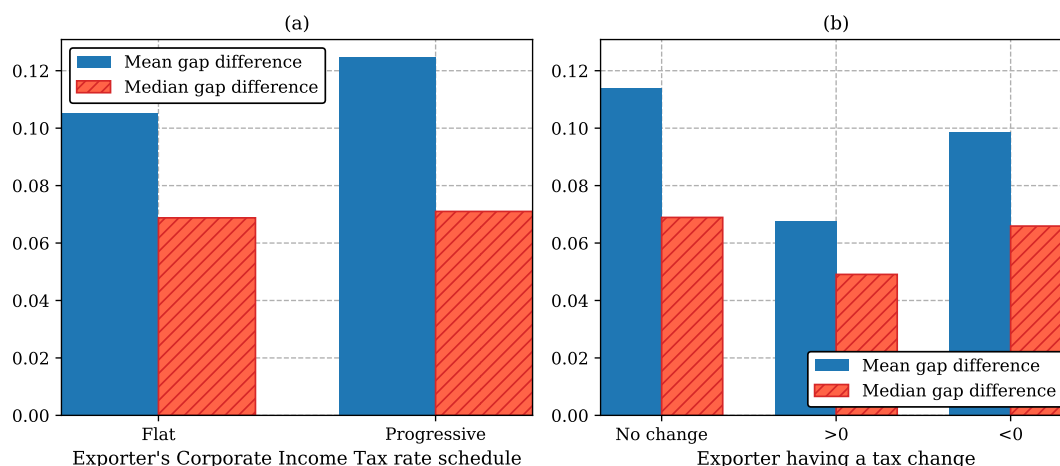 (a)
Mean gap difference
Median gap difference
0.12
0.10
0.08
0.06
0.04
0.02
0.00
Flat
Progressive
Exporter's Corporate Income Tax rate schedule
(b)
0.12
0.10
0.08
0.06
0.04
0.02
0.00
Mean gap difference
Median gap difference
No change
>0
<0
Exporter having a tax change